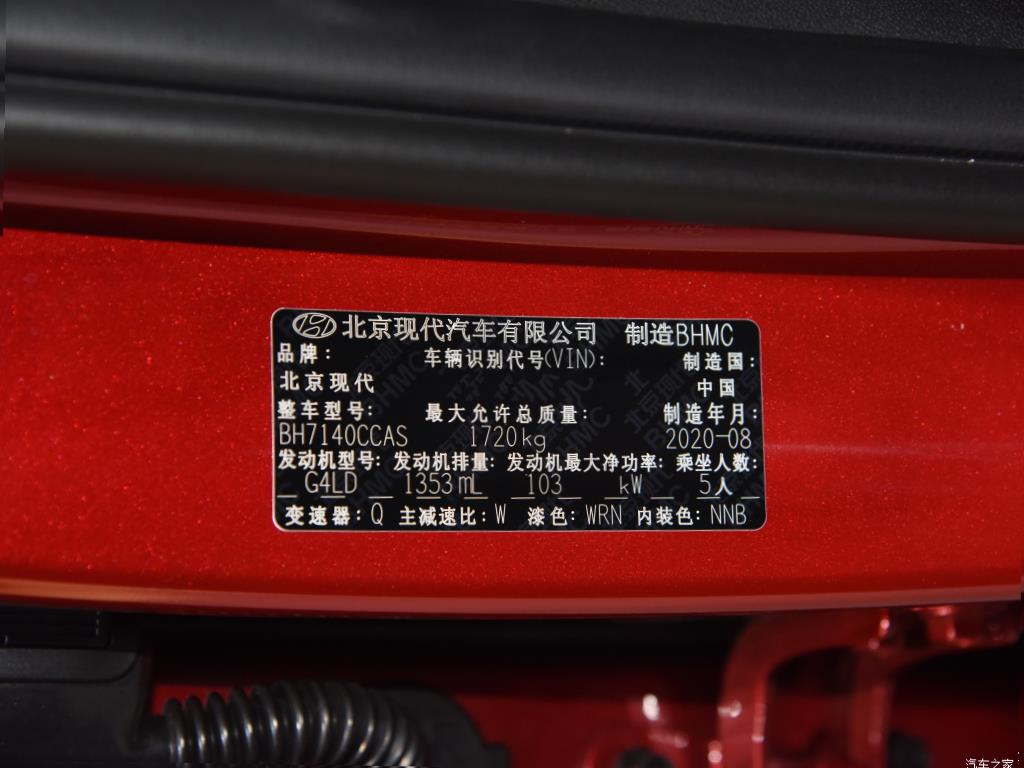 北京现代汽车有限公司 制造BHMC
品牌: 车辆识别代号(VIN): 制造国:
北京现代 中国
整车型号: 最大允许总质量: 制造年月:
BH7140CCAS 1720kg 2020-08
发动机型号: 发动机排量: 发动机最大净功率: 乘坐人数:
G4LD 1353mL 103 kW 5人
变速器: Q 主减速比: W 漆色: WRN 内装色: NNB
汽车之家